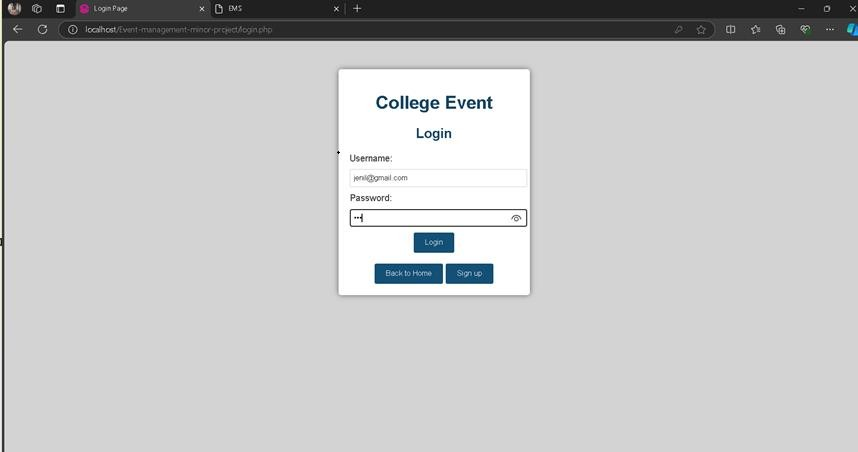 Login Page
EMS
localhost/Event-management-minor-project/login.php
College Event
Login
Username:
jenil@gmail.com
Password:
•••
Login
Back to Home
Sign up